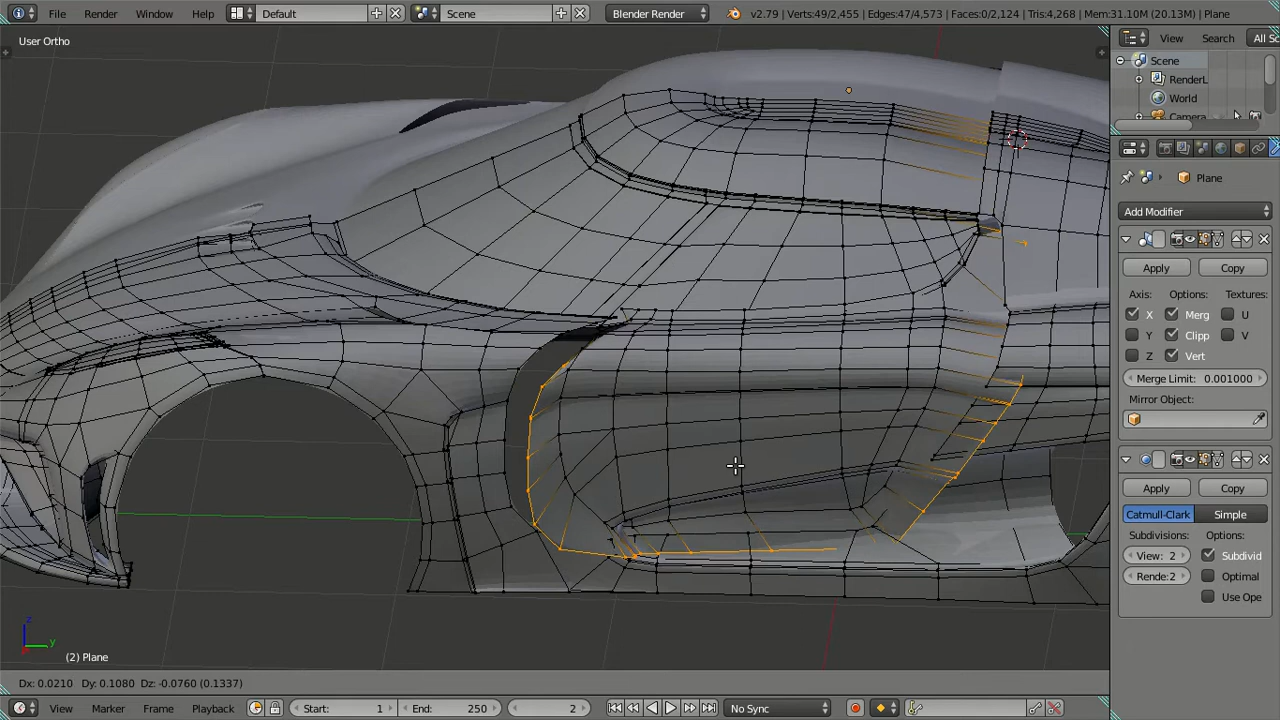 File Render Window Help Default Scene Blender Render v2.79 | Verts:49/2,455 | Edges:47/4,573 | Faces:0/2,124 | Tris:4,268 | Mem:31.10M (20.13M) | Plane
User Ortho
View Search All Sc
Scene
RenderL
World
Camera
Plane
Add Modifier
Apply Copy
Axis: Options: Textures:
X Merg U
Y Clipp V
Z Vert
Merge Limit: 0.001000
Mirror Object:
Apply Copy
Catmull-Clark Simple
Subdivisions: Options:
View: 2 Subdivid
Rende:2 Optimal
Use Ope
z
y
(2) Plane
Dx: 0.0210 Dy: 0.1080 Dz: -0.0760 (0.1337)
View Marker Frame Playback Start: 1 End: 250 2 No Sync